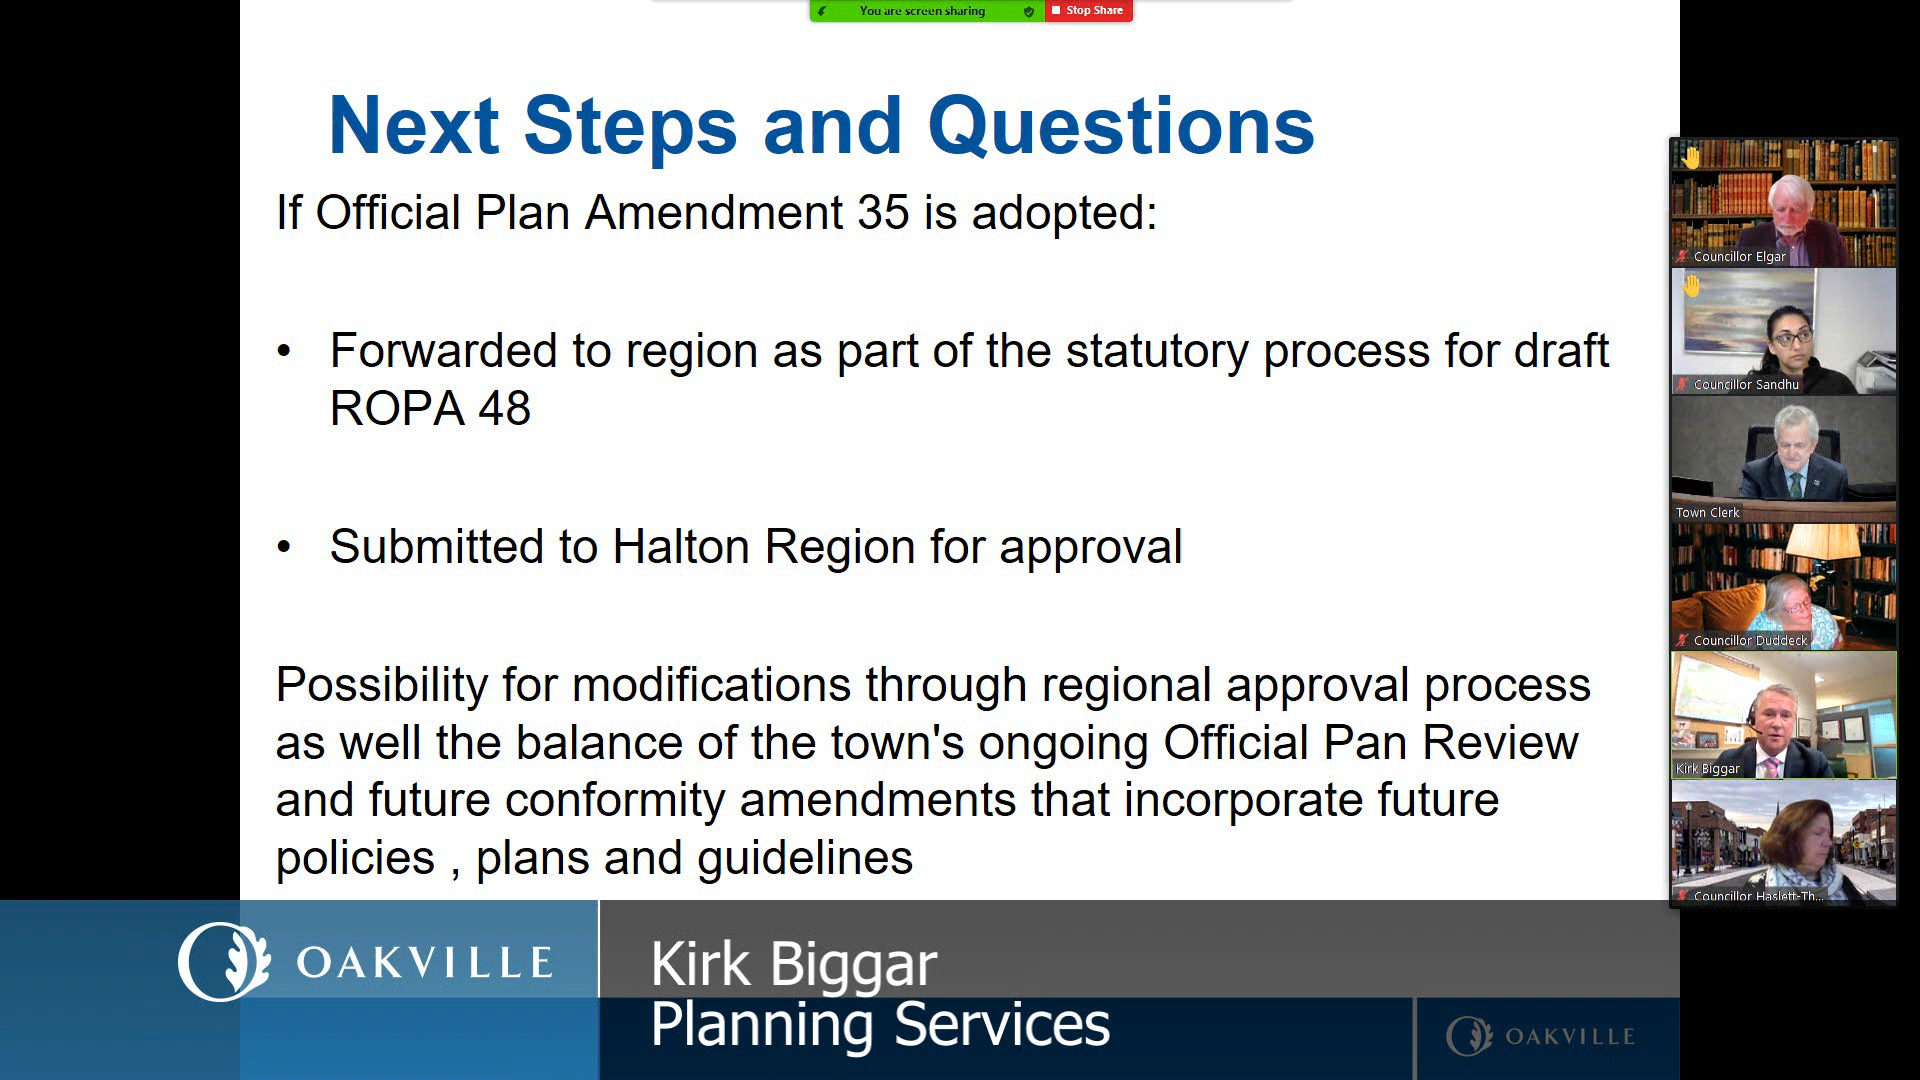 You are screen sharing
Stop Share
Next Steps and Questions
If Official Plan Amendment 35 is adopted:
• Forwarded to region as part of the statutory process for draft
ROPA 48
• Submitted to Halton Region for approval
Possibility for modifications through regional approval process
as well the balance of the town's ongoing Official Pan Review
and future conformity amendments that incorporate future
policies , plans and guidelines
Councillor Elgar
Councillor Sandhu
Town Clerk
Councillor Duddeck
Kirk Biggar
Councillor Haslett-Th...
OAKVILLE
Kirk Biggar
Planning Services
OAKVILLE